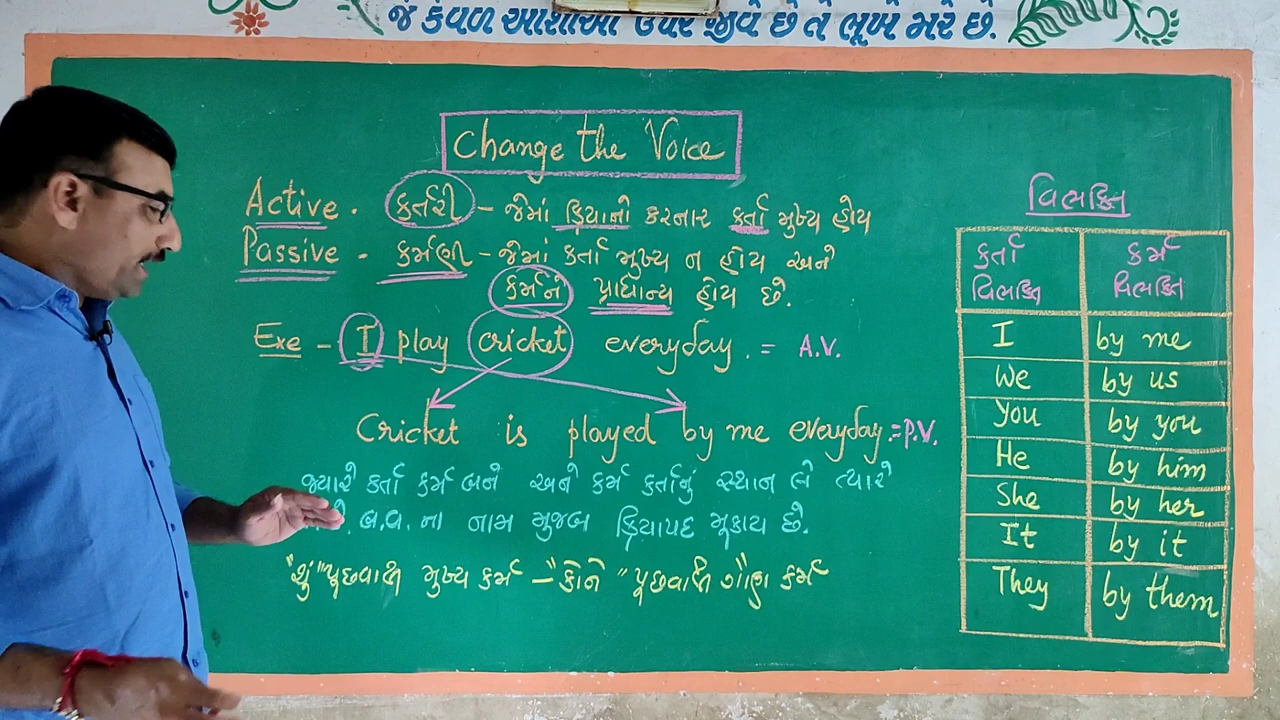 જે કેવળ આશાઓ ઉપર જીવે છે તે ભૂખે મરે છે.
Change the Voice
Active - કર્તરી - જેમાં ક્રિયાનો કરનાર કર્તા મુખ્ય હોય
Passive - કર્મણી - જેમાં કર્તા મુખ્ય ન હોય અને
કર્મને પ્રાધાન્ય હોય છે.
Exe - I play cricket everyday. = A.V.
Cricket is played by me everyday = P.V.
જ્યારે કર્તા કર્મ બને અને કર્મ કર્તાનું સ્થાન લે ત્યારે
બ.વ. ના નામ મુજબ ક્રિયાપદ મૂકાય છે.
"શું" પૂછવાથી મુખ્ય કર્મ - "કોને" પૂછવાથી ગૌણ કર્મ
વિભક્તિ
કર્તા વિભક્તિ કર્મ વિભક્તિ
I by me
We by us
You by you
He by him
She by her
It by it
They by them